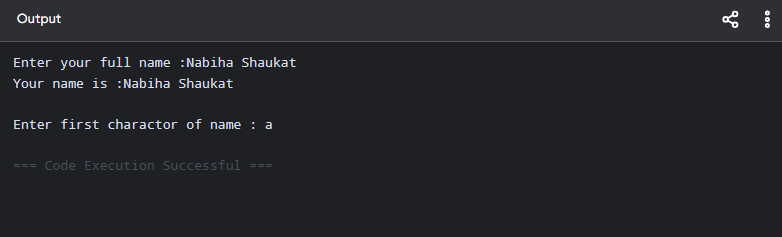 Output
Enter your full name :Nabiha Shaukat
Your name is :Nabiha Shaukat
Enter first charactor of name : a
=== Code Execution Successful ===